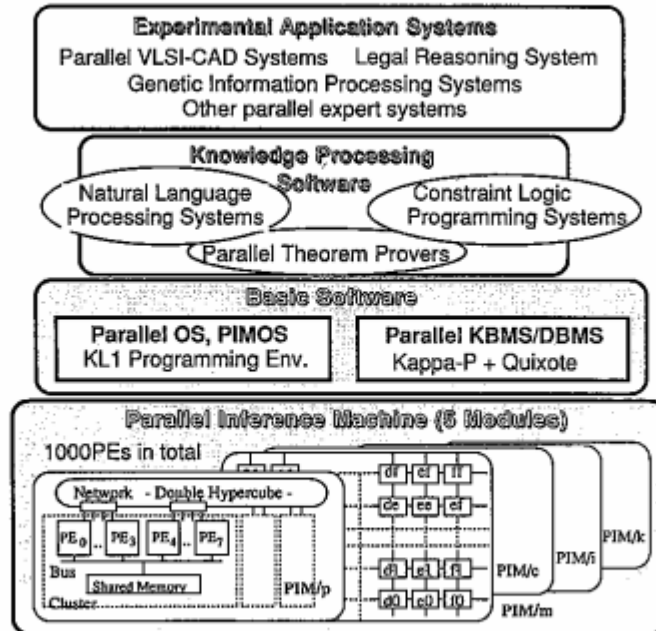 Experimental Application Systems
Parallel VLSI-CAD Systems Legal Reasoning System
Genetic Information Processing Systems
Other parallel expert systems
Knowledge Processing
Software
Natural Language
Processing Systems
Constraint Logic
Programming Systems
Parallel Theorem Provers
Basic Software
Parallel OS, PIMOS
KL1 Programming Env.
Parallel KBMS/DBMS
Kappa-P + Quixote
Parallel Inference Machine (5 Modules)
1000PEs in total
Network - Double Hypercube -
PE0 .. PE3 PE4 .. PE7
Bus
Shared Memory
Cluster
PIM/p
df ef ff
de ee ef
d1 e1 f1
d0 e0 f0
PIM/m
PIM/c
PIM/i
PIM/k